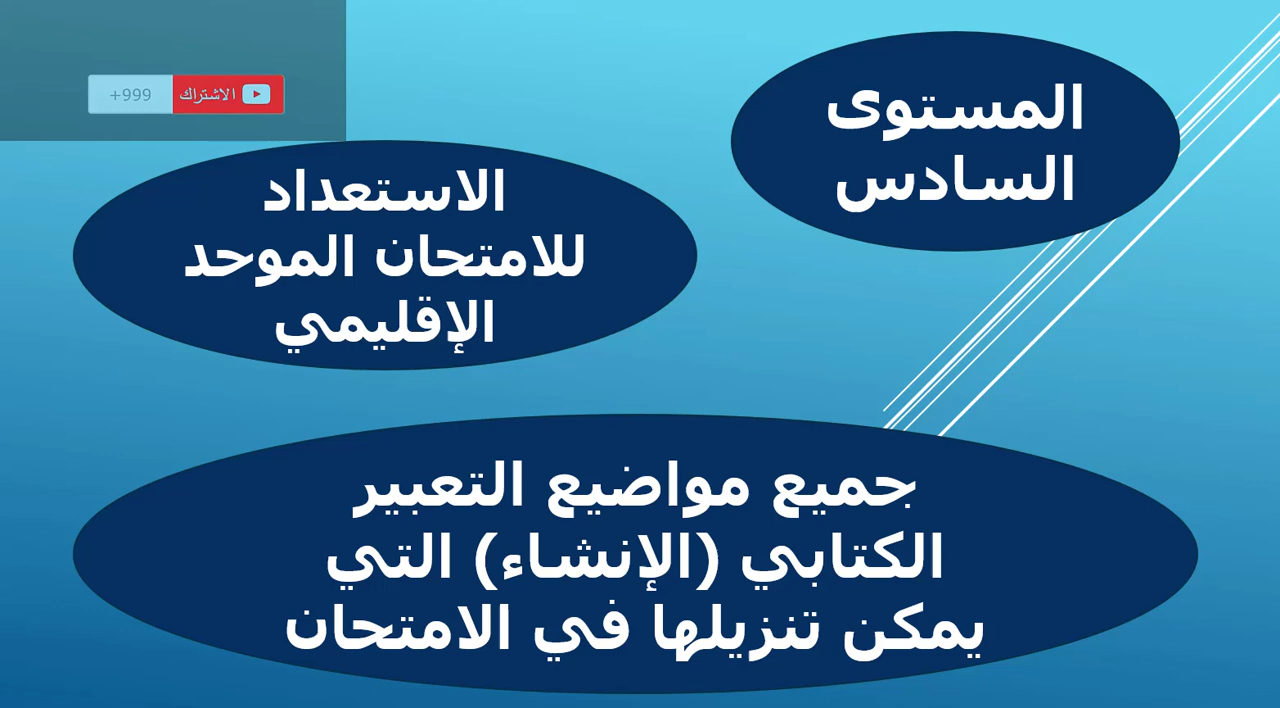 المستوى
السادس
الاشتراك
999+
الاستعداد
للامتحان الموحد
الإقليمي
جميع مواضيع التعبير
الكتابي (الإنشاء) التي
يمكن تنزيلها في الامتحان